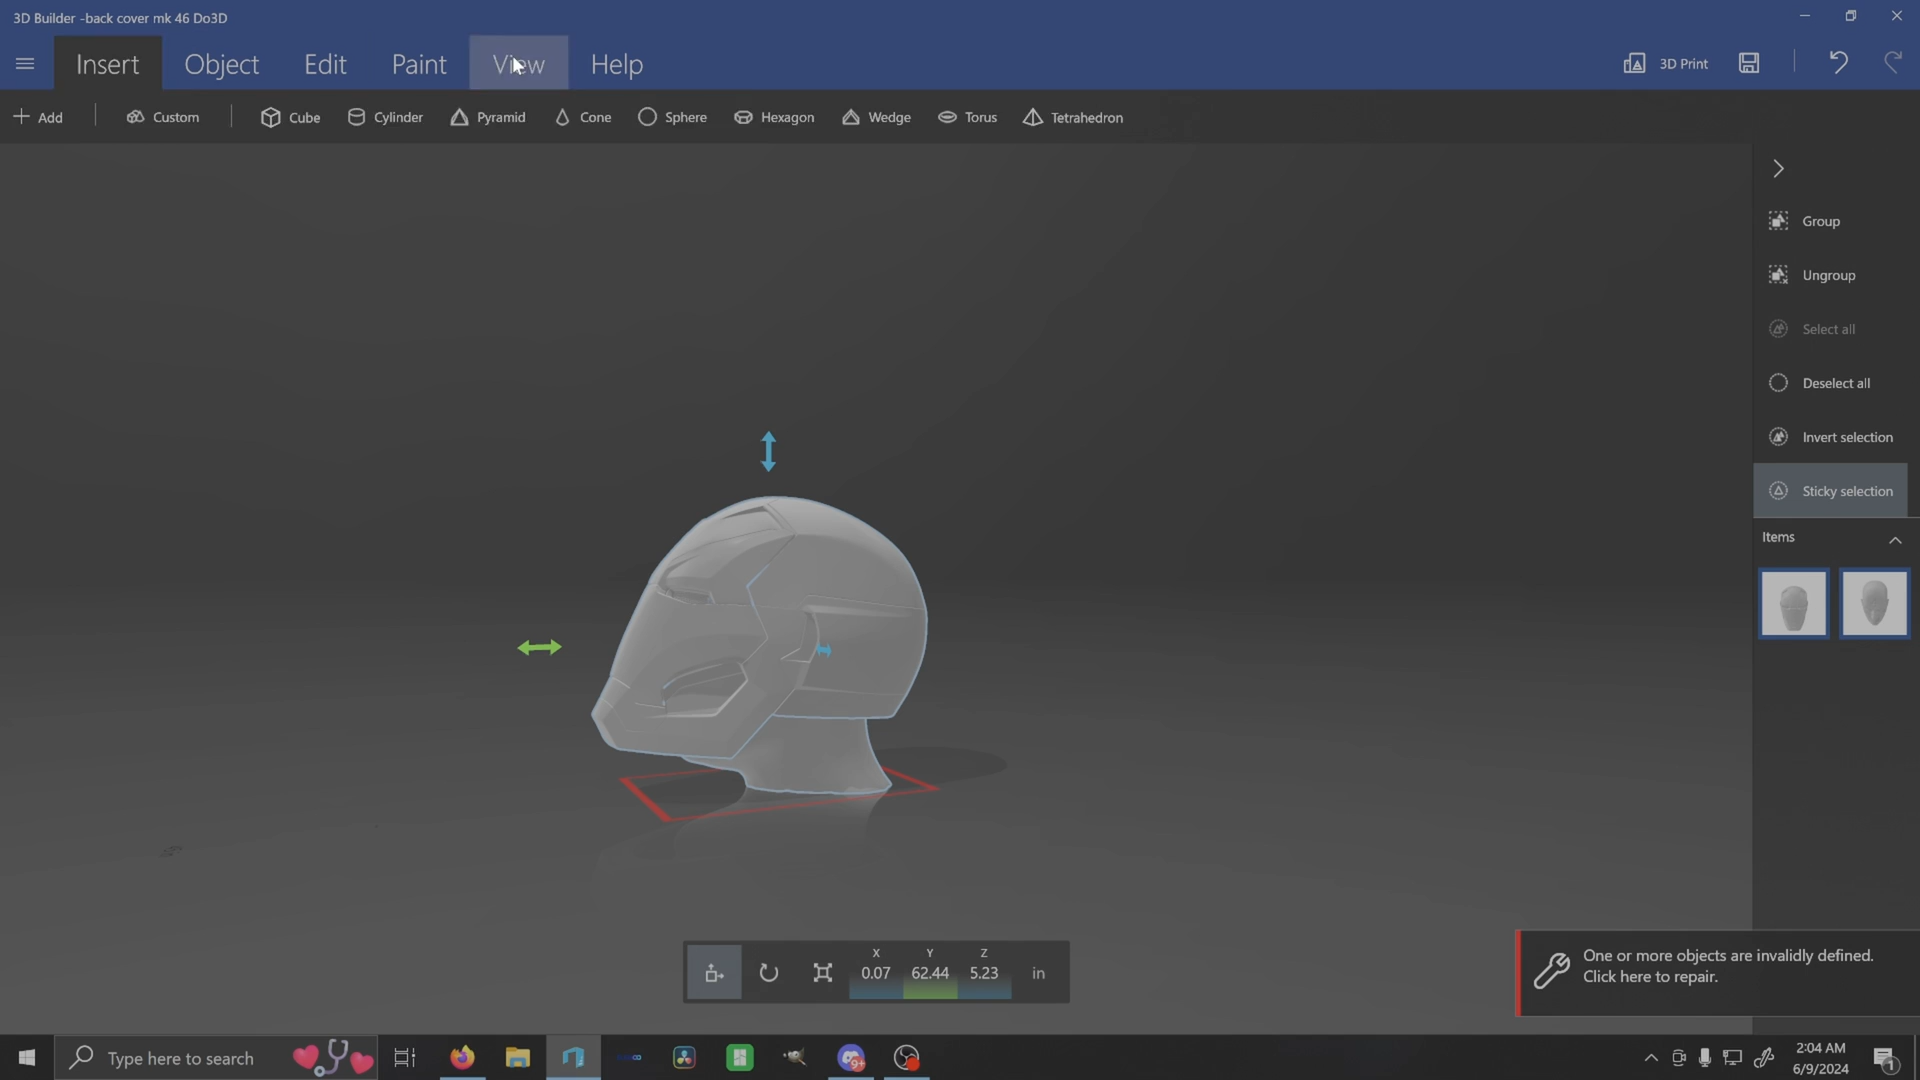 3D Builder -back cover mk 46 Do3D
Insert Object Edit Paint View Help
3D Print
Add Custom Cube Cylinder Pyramid Cone Sphere Hexagon Wedge Torus Tetrahedron
Group
Ungroup
Select all
Deselect all
Invert selection
Sticky selection
Items
X Y Z
0.07 62.44 5.23 in
One or more objects are invalidly defined.
Click here to repair.
Type here to search
9+
2:04 AM
6/9/2024
1